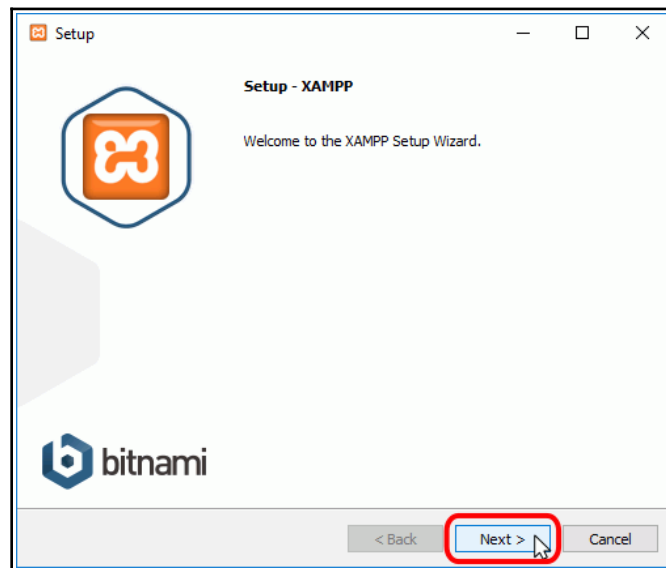 Setup
Setup - XAMPP
Welcome to the XAMPP Setup Wizard.
bitnami
< Back
Next >
Cancel